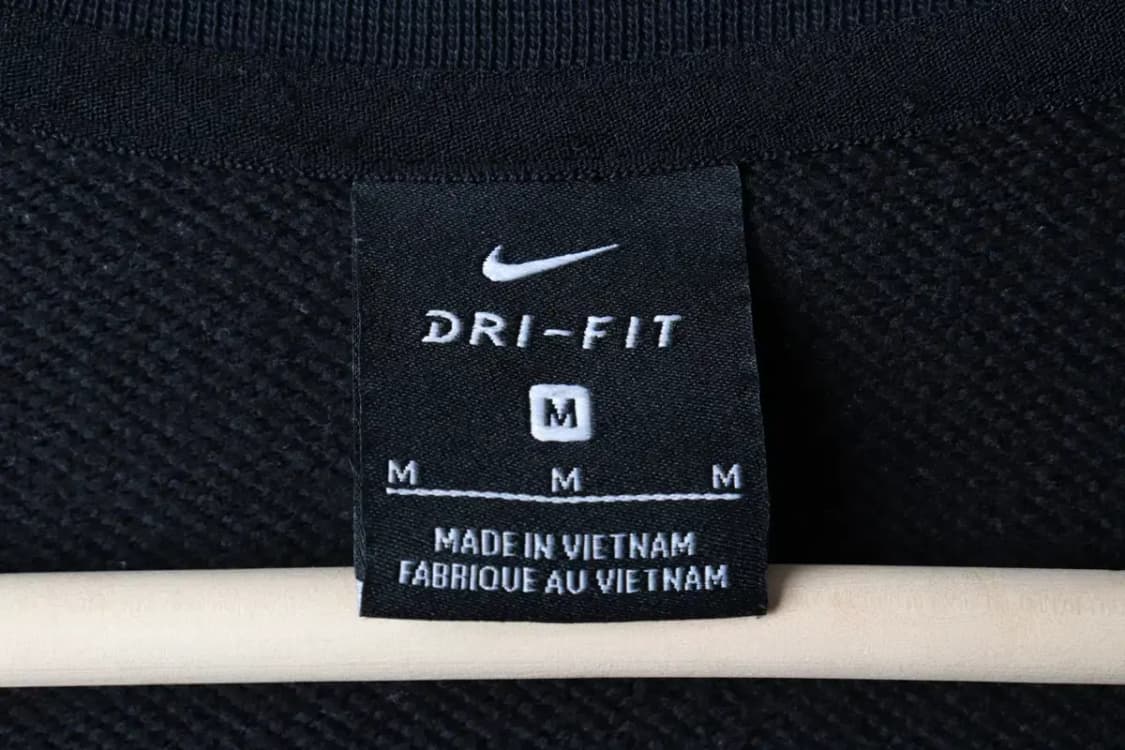 DRI-FIT
M
M M M
MADE IN VIETNAM
FABRIQUE AU VIETNAM